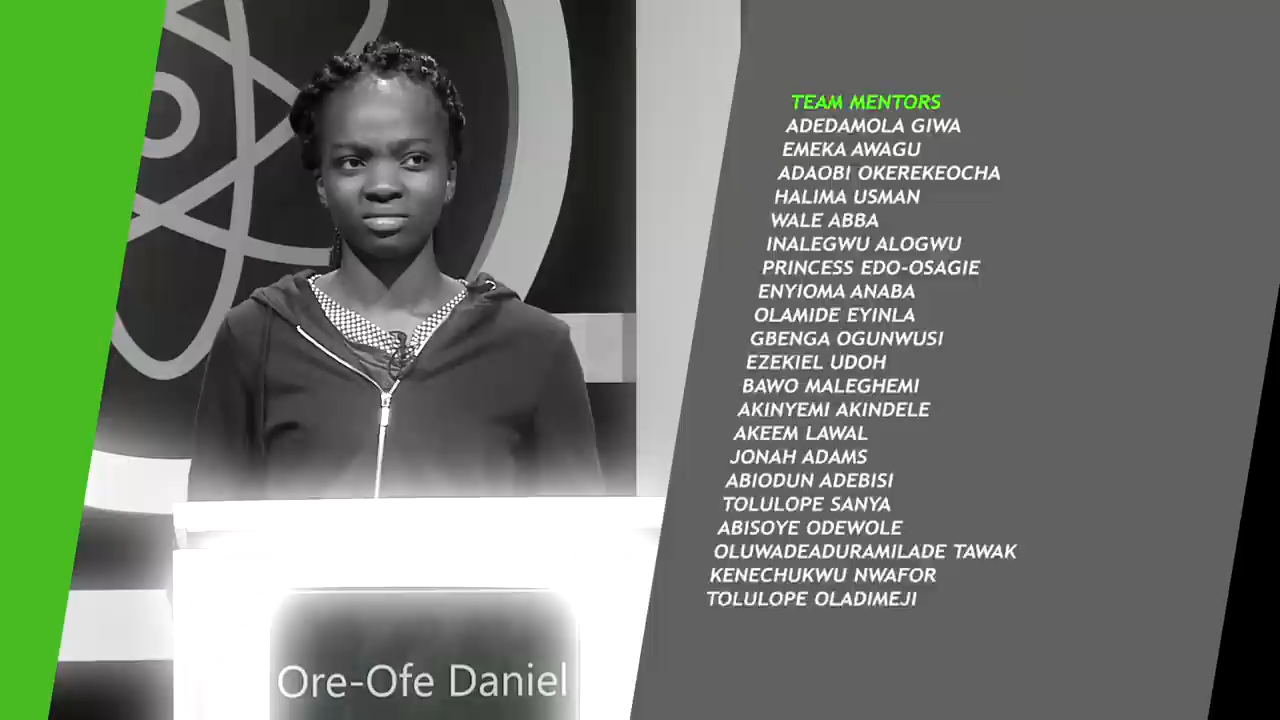 TEAM MENTORS
ADEDAMOLA GIWA
EMEKA AWAGU
ADAOBI OKEREKEOCHA
HALIMA USMAN
WALE ABBA
INALEGWU ALOGWU
PRINCESS EDO-OSAGIE
ENYIOMA ANABA
OLAMIDE EYINLA
GBENGA OGUNWUSI
EZEKIEL UDOH
BAWO MALEGHEMI
AKINYEMI AKINDELE
AKEEM LAWAL
JONAH ADAMS
ABIODUN ADEBISI
TOLULOPE SANYA
ABISOYE ODEWOLE
OLUWADEADURAMILADE TAWAK
KENECHUKWU NWAFOR
TOLULOPE OLADIMEJI
Ore-Ofe Daniel